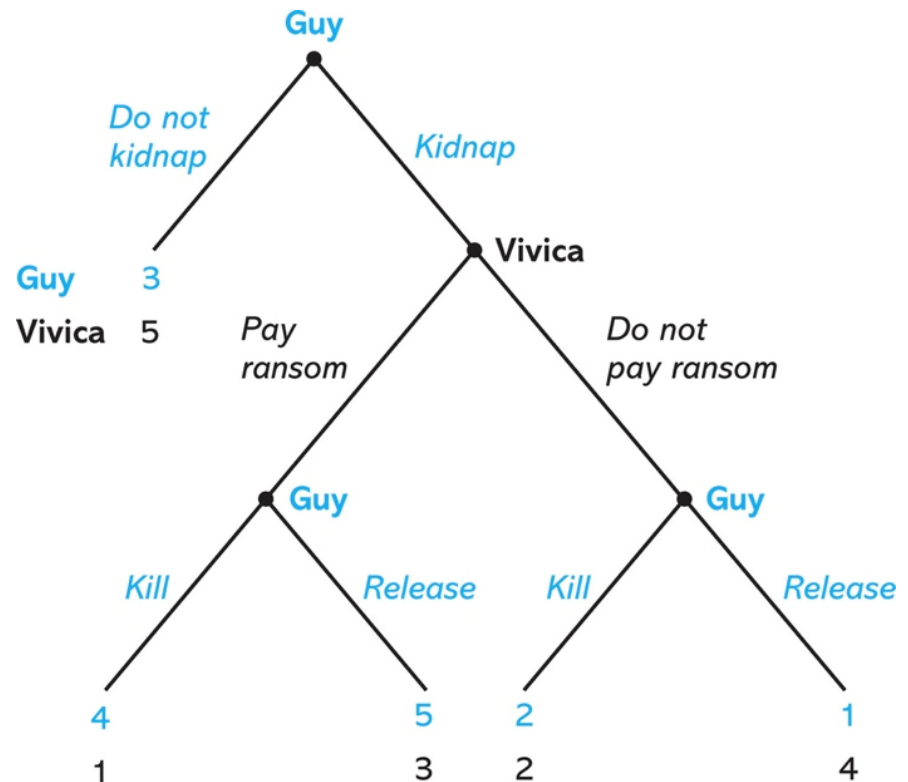 Guy
Do not
kidnap
Kidnap
Vivica
Guy 3
Vivica 5
Pay
ransom
Do not
pay ransom
Guy
Guy
Kill
Release
Kill
Release
4 5 2 1
1 3 2 4